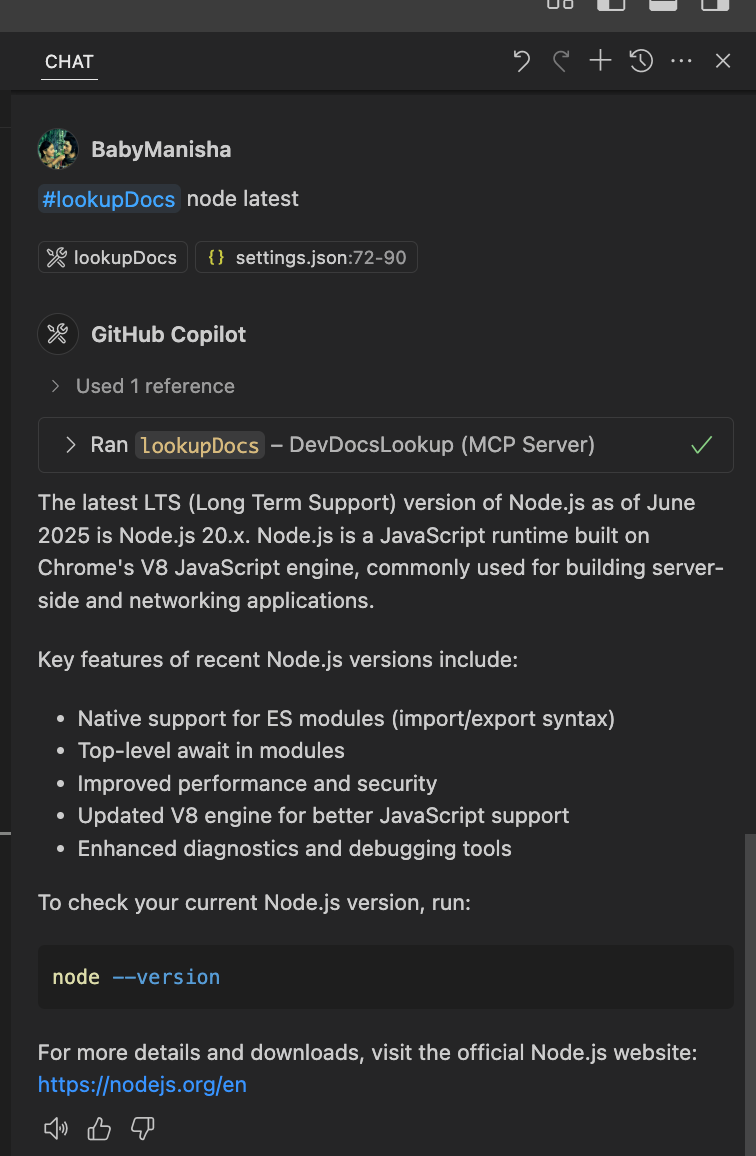 CHAT
BabyManisha
#lookupDocs node latest
lookupDocs {} settings.json:72-90
GitHub Copilot
Used 1 reference
Ran lookupDocs – DevDocsLookup (MCP Server)
The latest LTS (Long Term Support) version of Node.js as of June
2025 is Node.js 20.x. Node.js is a JavaScript runtime built on
Chrome's V8 JavaScript engine, commonly used for building server-
side and networking applications.
Key features of recent Node.js versions include:
• Native support for ES modules (import/export syntax)
• Top-level await in modules
• Improved performance and security
• Updated V8 engine for better JavaScript support
• Enhanced diagnostics and debugging tools
To check your current Node.js version, run:
node --version
For more details and downloads, visit the official Node.js website:
https://nodejs.org/en